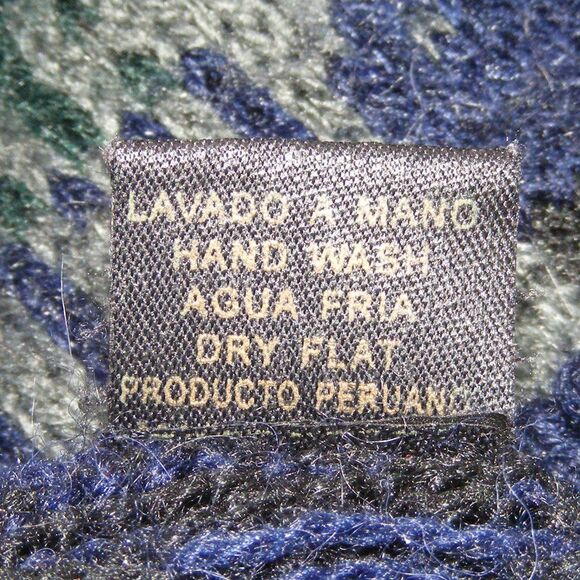 LAVADO A MANO
HAND WASH
AGUA FRIA
DRY FLAT
PRODUCTO PERUANO